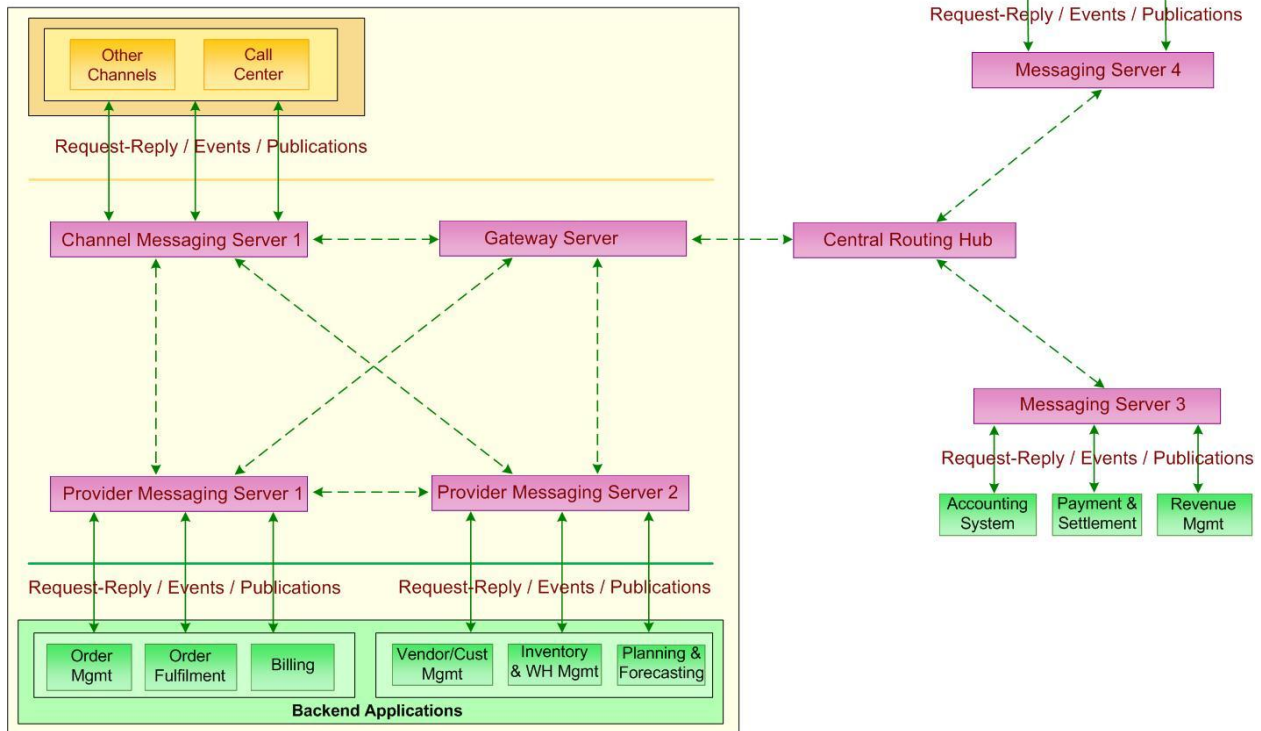 Request-Reply / Events / Publications
Messaging Server 4
Other
Channels
Call
Center
Request-Reply / Events / Publications
Channel Messaging Server 1
Gateway Server
Central Routing Hub
Messaging Server 3
Request-Reply / Events / Publications
Accounting
System
Payment &
Settlement
Revenue
Mgmt
Provider Messaging Server 1
Provider Messaging Server 2
Request-Reply / Events / Publications
Request-Reply / Events / Publications
Order
Mgmt
Order
Fulfilment
Billing
Vendor/Cust
Mgmt
Inventory
& WH Mgmt
Planning &
Forecasting
Backend Applications